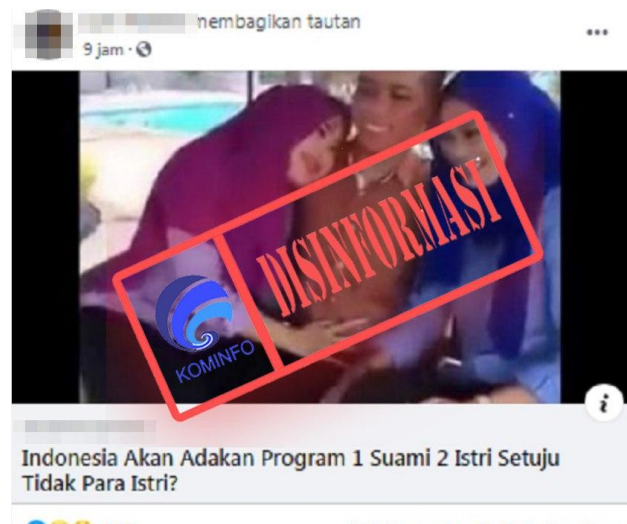 membagikan tautan
9 jam
DISINFORMASI
KOMINFO
Indonesia Akan Adakan Program 1 Suami 2 Istri Setuju
Tidak Para Istri?